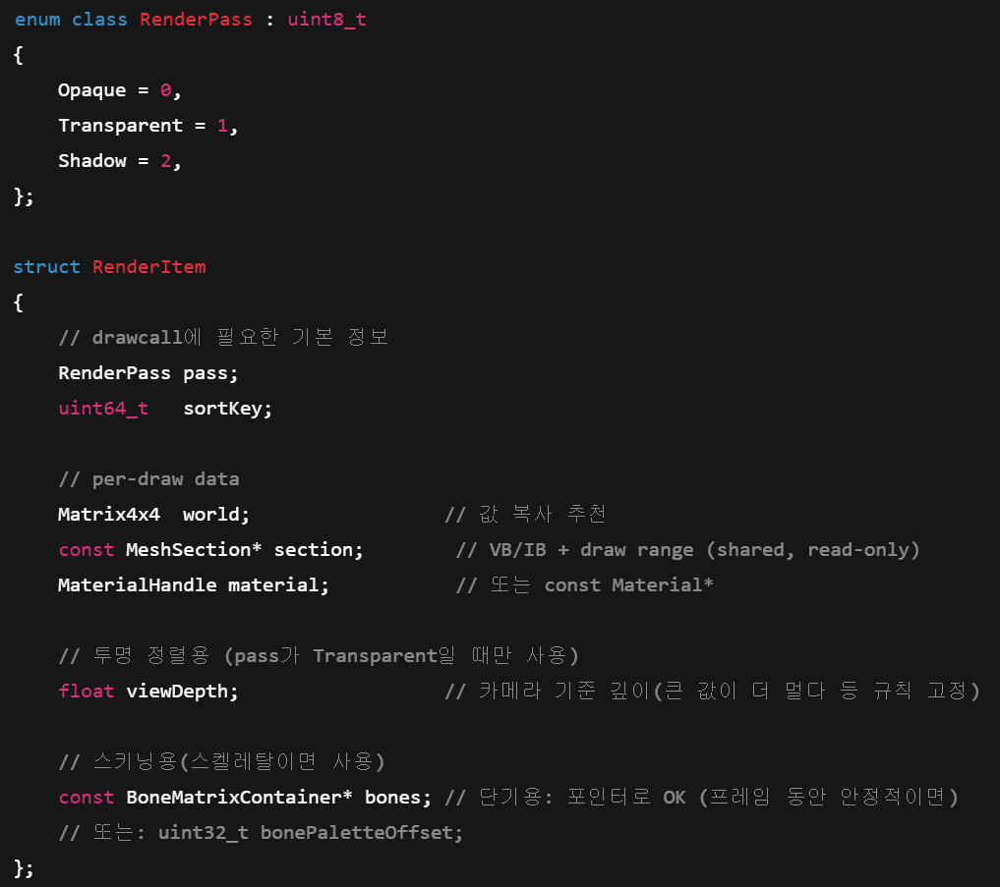 enum class RenderPass : uint8_t
{
    Opaque = 0,
    Transparent = 1,
    Shadow = 2,
};

struct RenderItem
{
    // drawcall에 필요한 기본 정보
    RenderPass pass;
    uint64_t   sortKey;

    // per-draw data
    Matrix4x4  world;                 // 값 복사 추천
    const MeshSection* section;        // VB/IB + draw range (shared, read-only)
    MaterialHandle material;           // 또는 const Material*

    // 투명 정렬용 (pass가 Transparent일 때만 사용)
    float viewDepth;                  // 카메라 기준 깊이(큰 값이 더 멀다 등 규칙 고정)

    // 스키닝용(스켈레탈이면 사용)
    const BoneMatrixContainer* bones; // 단기용: 포인터로 OK (프레임 동안 안정적이면)
    // 또는: uint32_t bonePaletteOffset;
};